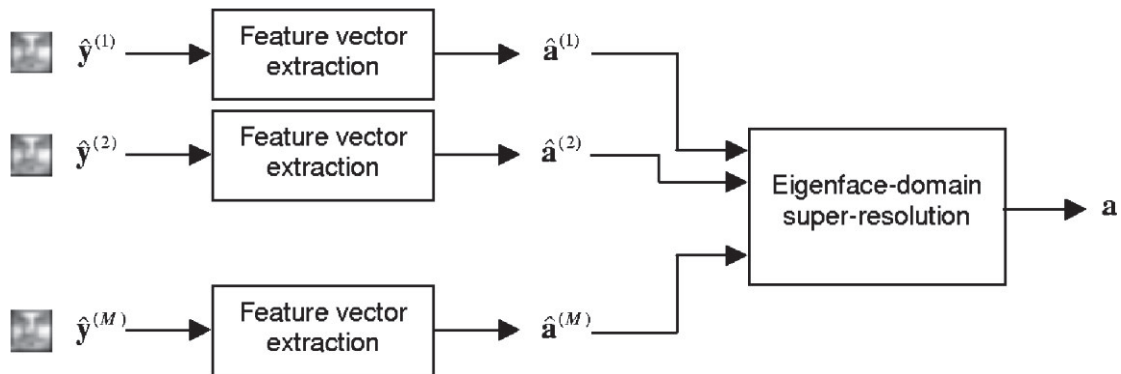 ŷ⁽¹⁾ Feature vector extraction â⁽¹⁾
ŷ⁽²⁾ Feature vector extraction â⁽²⁾
Eigenface-domain super-resolution a
ŷ⁽ᴹ⁾ Feature vector extraction â⁽ᴹ⁾